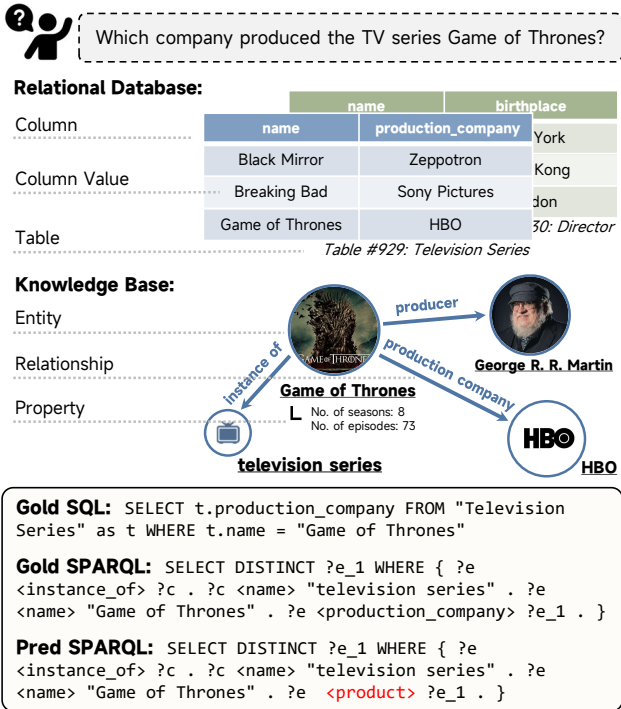 ?
Which company produced the TV series Game of Thrones?
Relational Database:
name birthplace
Column
name production_company
York
Black Mirror Zeppotron
Kong
Column Value
Breaking Bad Sony Pictures
don
Game of Thrones HBO
30: Director
Table
Table #929: Television Series
Knowledge Base:
Entity
producer
GAME OF THRONES
instance of
production company
Relationship
George R. R. Martin
Game of Thrones
Property
No. of seasons: 8
No. of episodes: 73
HBO
television series
HBO
Gold SQL: SELECT t.production_company FROM "Television
Series" as t WHERE t.name = "Game of Thrones"
Gold SPARQL: SELECT DISTINCT ?e_1 WHERE { ?e
<instance_of> ?c . ?c <name> "television series" . ?e
<name> "Game of Thrones" . ?e <production_company> ?e_1 . }
Pred SPARQL: SELECT DISTINCT ?e_1 WHERE { ?e
<instance_of> ?c . ?c <name> "television series" . ?e
<name> "Game of Thrones" . ?e <product> ?e_1 . }